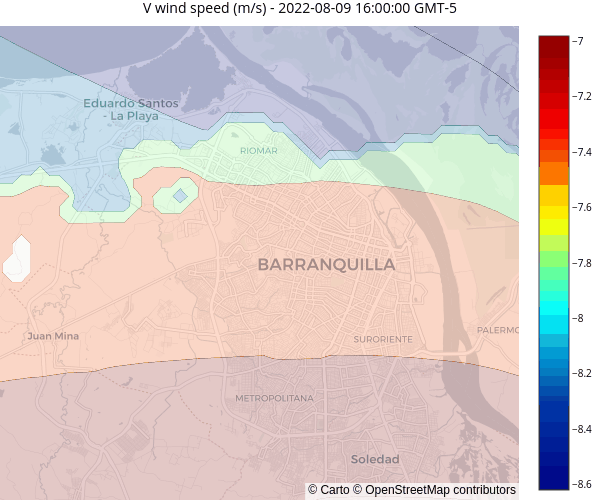 V wind speed (m/s) - 2022-08-09 16:00:00 GMT-5
−7
−7.2
−7.4
−7.6
−7.8
−8
−8.2
−8.4
−8.6
Eduardo Santos
- La Playa
RIOMAR
BARRANQUILLA
Juan Mina
SURORIENTE
PALERMO
METROPOLITANA
Soledad
© Carto © OpenStreetMap contributors